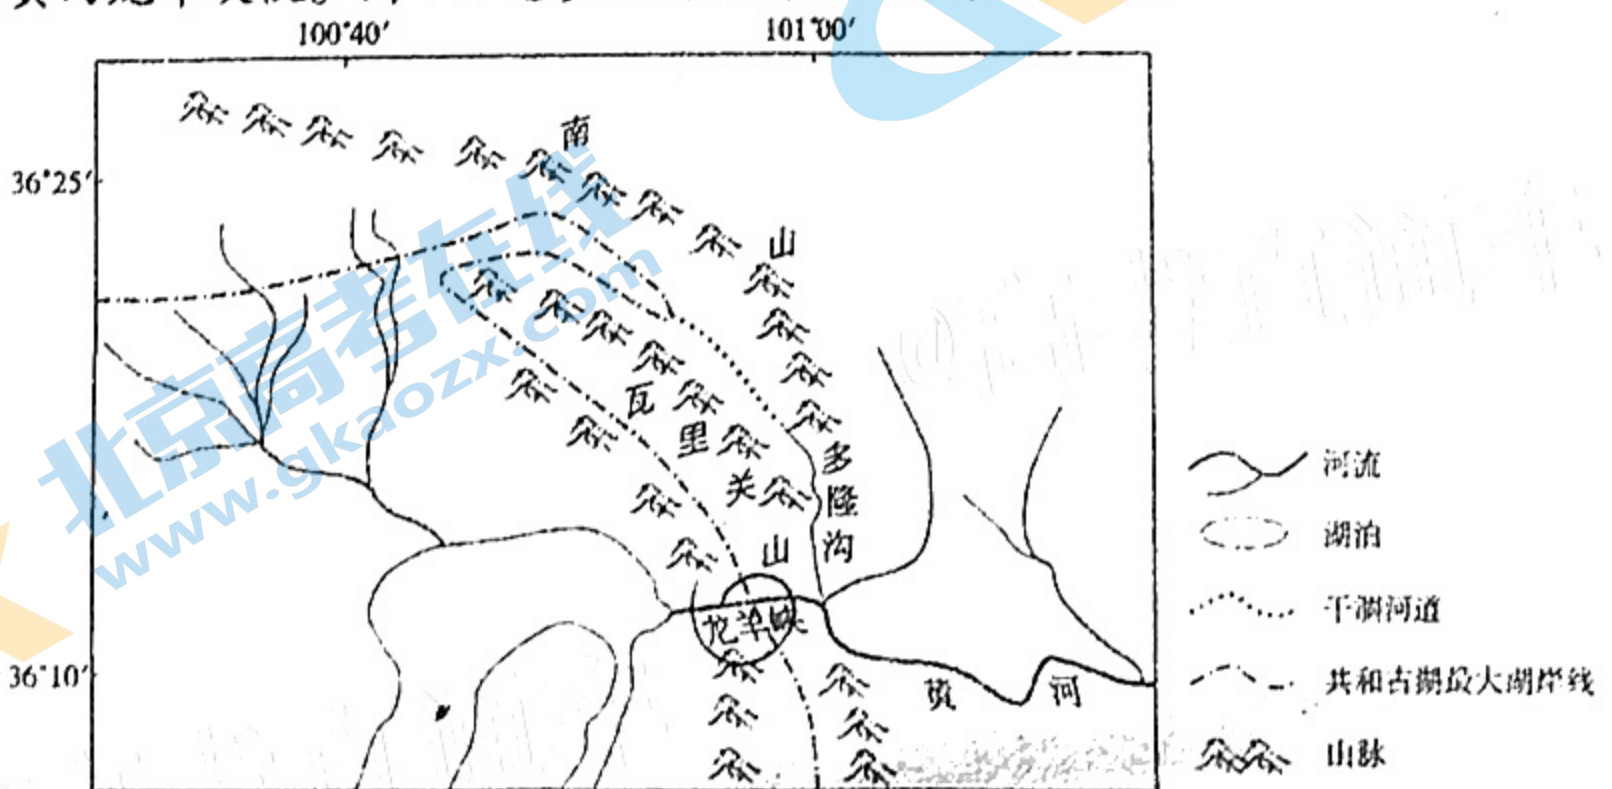 100°40′ 101°00′
36°25′
36°10′
南
山
瓦
里
关
山
多
隆
沟
龙羊峡
黄 河
河流
湖泊
干涸河道
共和古湖最大湖岸线
山脉
北京高考在线
www.gkaozx.com